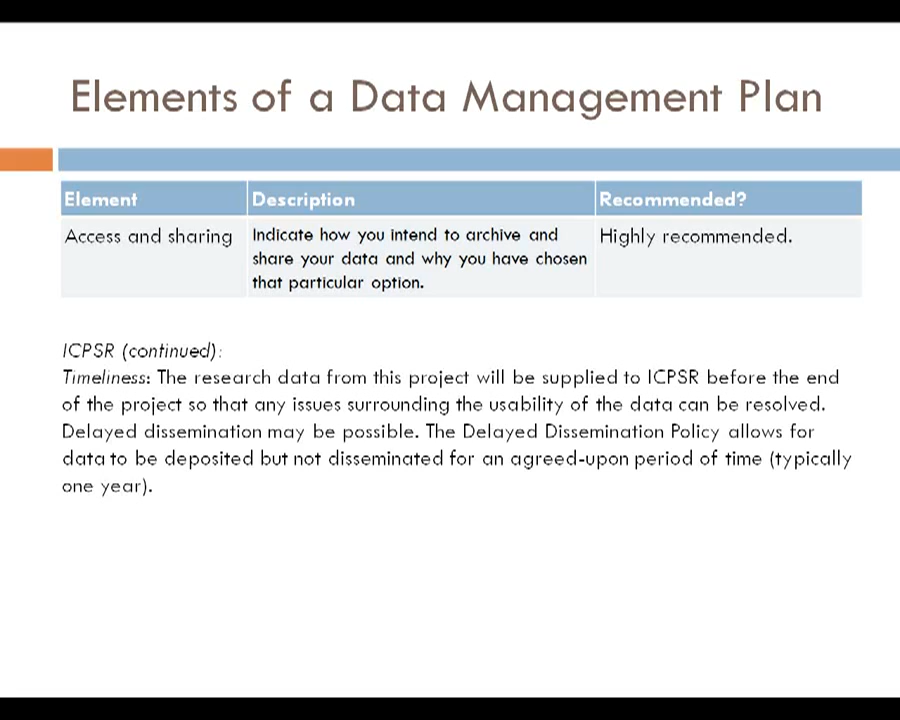 Elements of a Data Management Plan
Element Description Recommended?
Access and sharing Indicate how you intend to archive and Highly recommended.
share your data and why you have chosen
that particular option.
ICPSR (continued):
Timeliness: The research data from this project will be supplied to ICPSR before the end
of the project so that any issues surrounding the usability of the data can be resolved.
Delayed dissemination may be possible. The Delayed Dissemination Policy allows for
data to be deposited but not disseminated for an agreed-upon period of time (typically
one year).